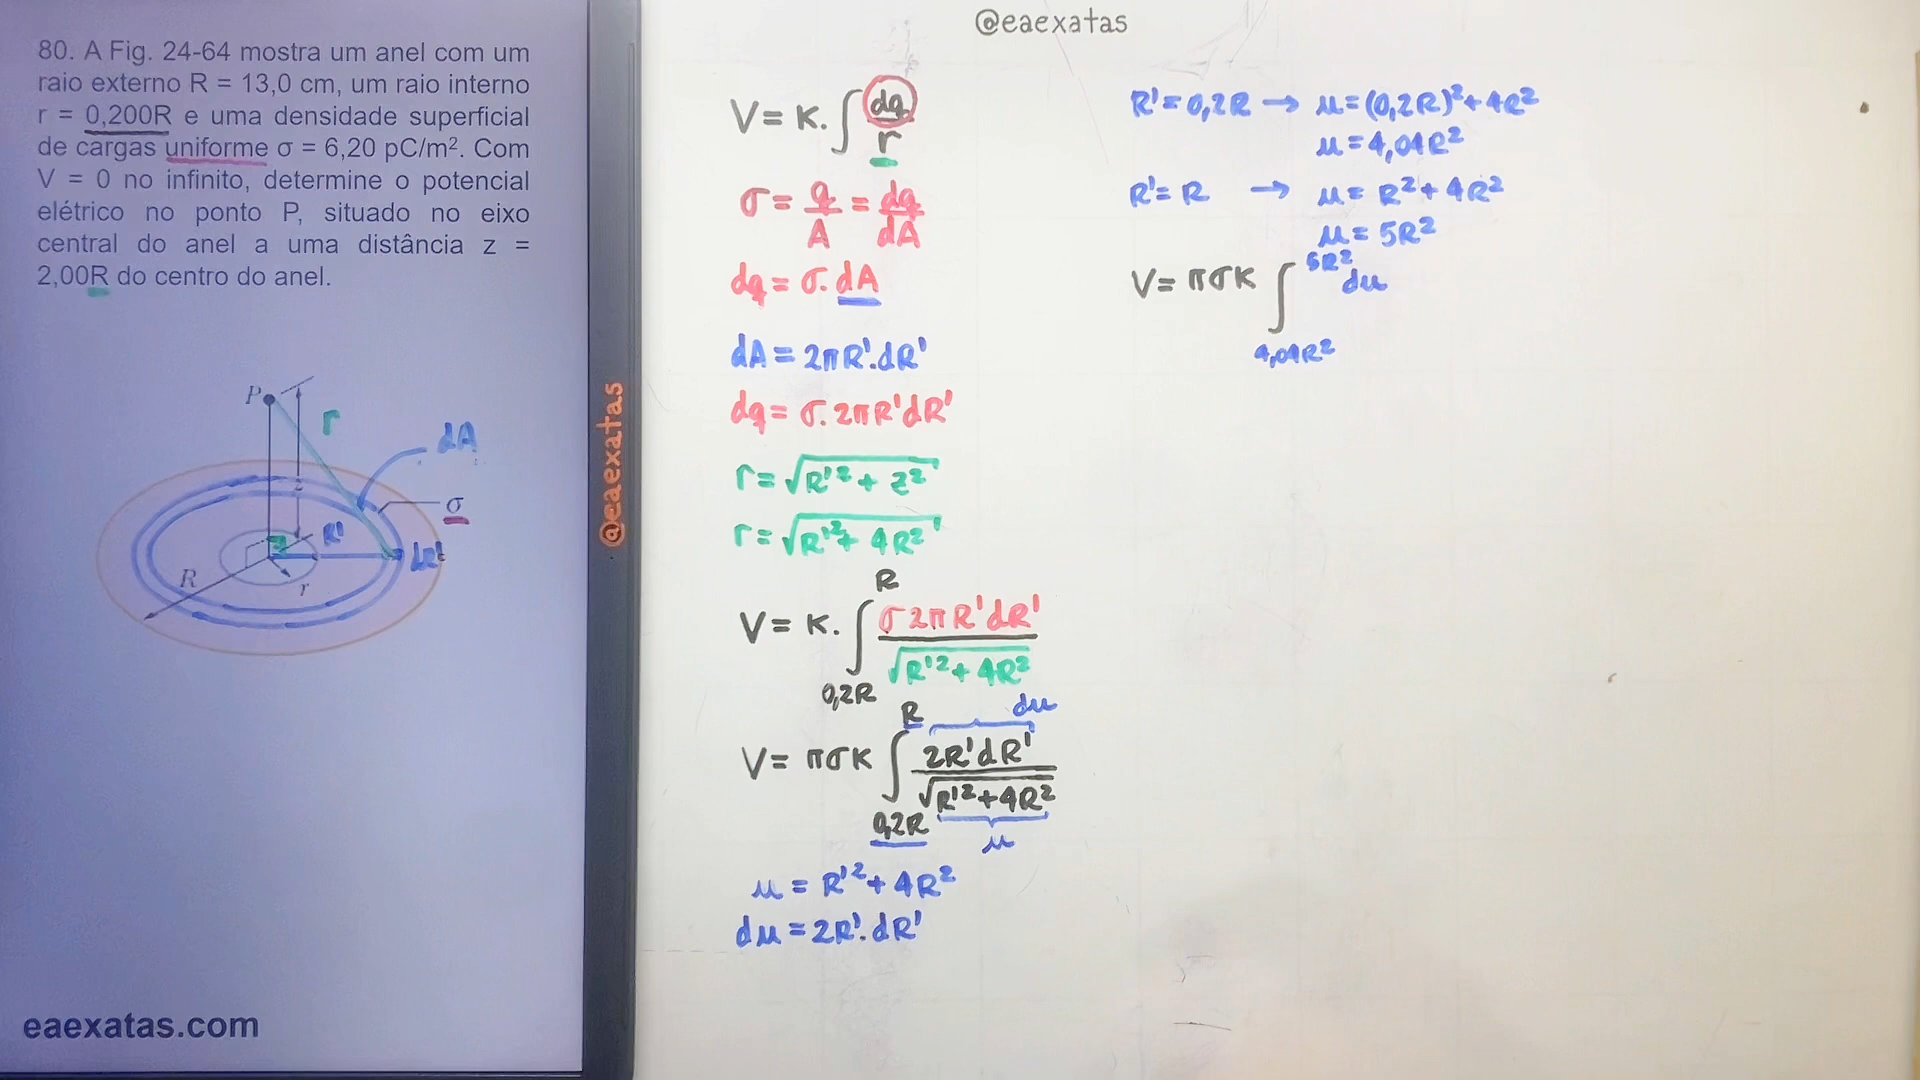 80. A Fig. 24-64 mostra um anel com um
raio externo R = 13,0 cm, um raio interno
r = 0,200R e uma densidade superficial
de cargas uniforme σ = 6,20 pC/m². Com
V = 0 no infinito, determine o potencial
elétrico no ponto P, situado no eixo
central do anel a uma distância z =
2,00R do centro do anel.
P
r
dA
z
σ
R'
dR'
R
r
eaexatas.com
@eaexatas
@eaexatas
V = K. ∫ dq/r
σ = q/A = dq/dA
dq = σ. dA
dA = 2πR'.dR'
dq = σ. 2πR'dR'
r = √(R'² + z²)
r = √(R'² + 4R²)
R
V = K. ∫ σ2πR'dR'/√(R'² + 4R²)
0,2R
R du
V = πσK ∫ 2R'dR'/√(R'² + 4R²)
0,2R μ
μ = R'² + 4R²
dμ = 2R'.dR'
R' = 0,2R → μ = (0,2R)² + 4R²
μ = 4,04R²
R' = R → μ = R² + 4R²
μ = 5R²
5R²
V = πσK ∫ dμ
4,04R²